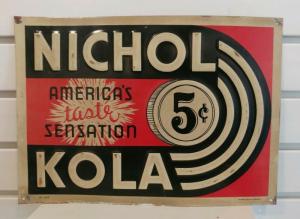 NICHOL
AMERICA'S
taste
SENSATION
5¢
KOLA